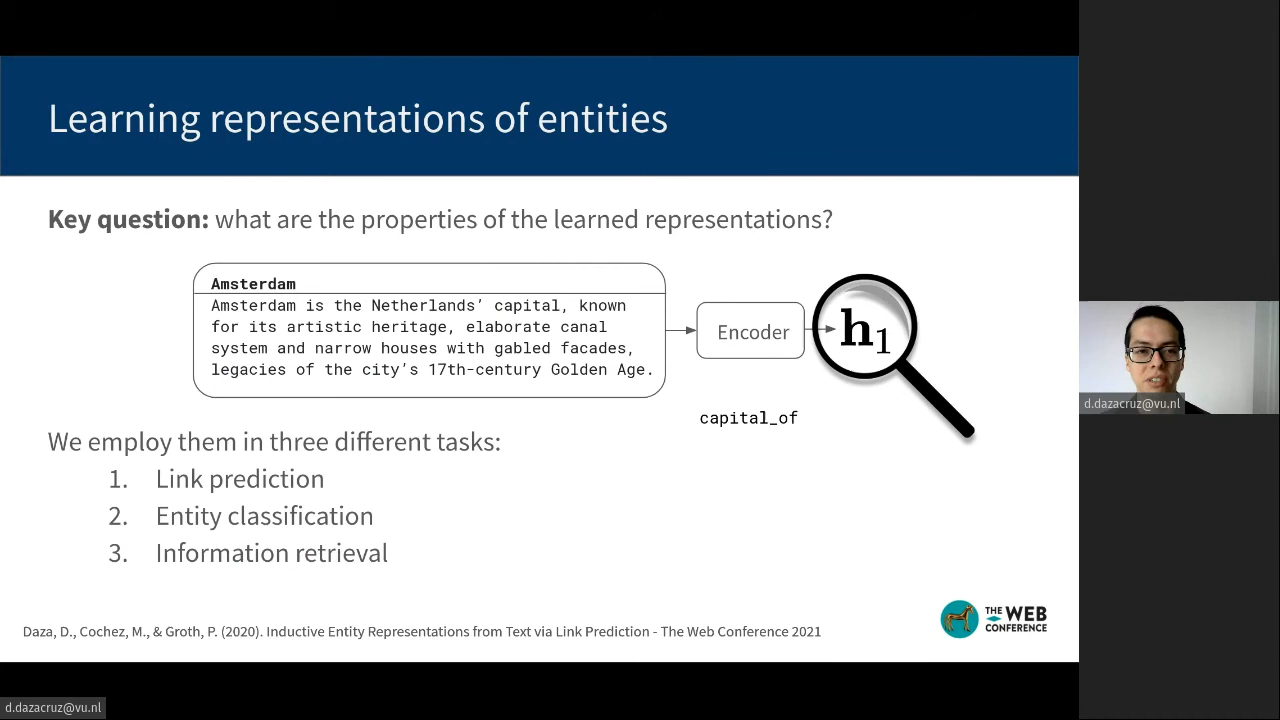 Learning representations of entities
Key question: what are the properties of the learned representations?
Amsterdam
Amsterdam is the Netherlands’ capital, known
for its artistic heritage, elaborate canal
system and narrow houses with gabled facades,
legacies of the city’s 17th-century Golden Age.
Encoder
h1
capital_of
We employ them in three different tasks:
1. Link prediction
2. Entity classification
3. Information retrieval
Daza, D., Cochez, M., & Groth, P. (2020). Inductive Entity Representations from Text via Link Prediction - The Web Conference 2021
THE WEB
CONFERENCE
d.dazacruz@vu.nl
d.dazacruz@vu.nl